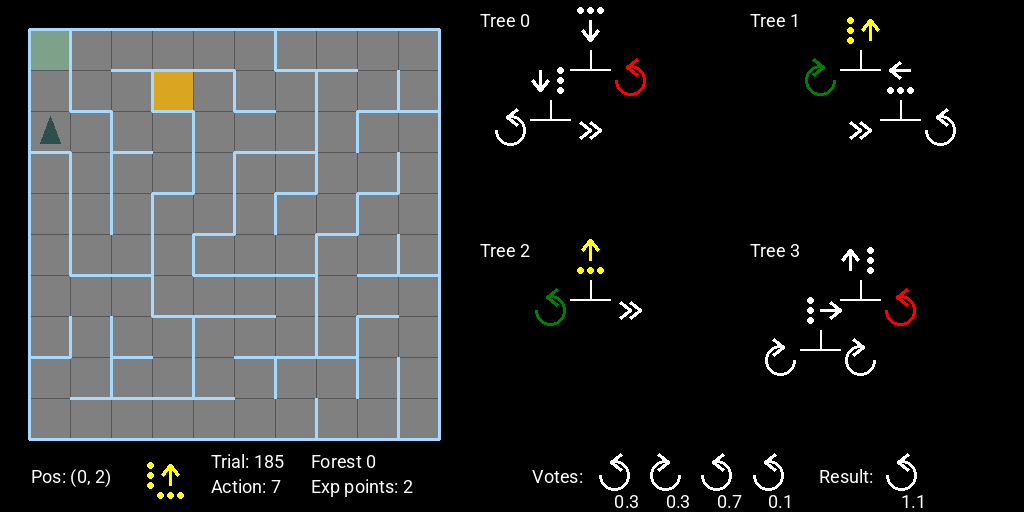 Tree 0
Tree 1
Tree 2
Tree 3
Pos: (0, 2)
Trial: 185
Forest 0
Action: 7
Exp points: 2
Votes:
0.3
0.3
0.7
0.1
Result:
1.1